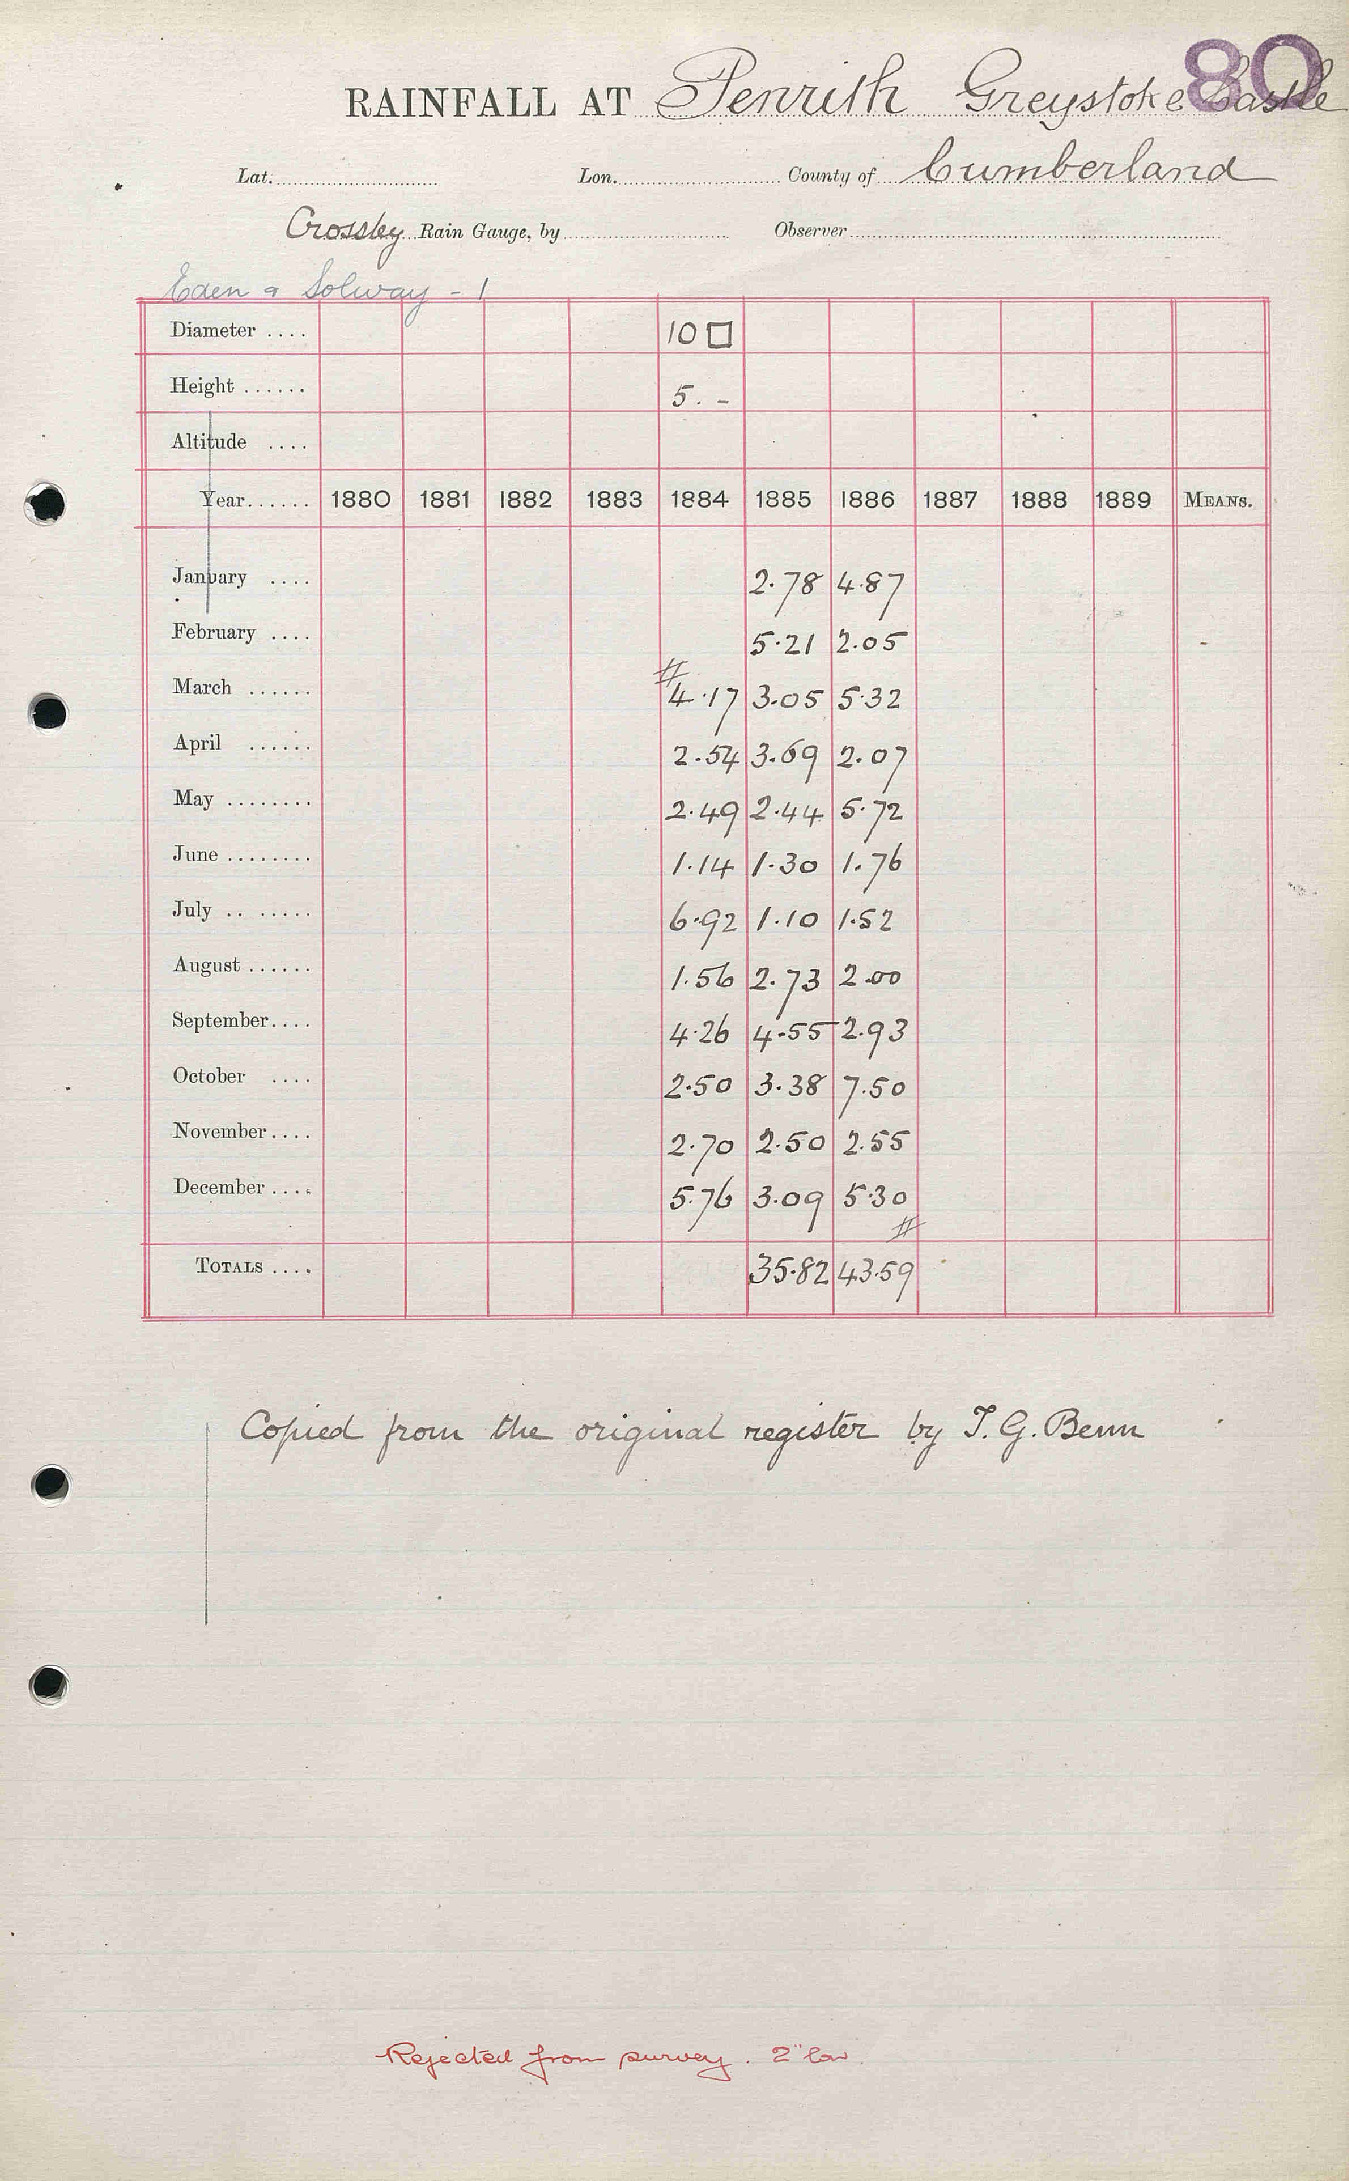 80
RAINFALL AT Penrith Greystoke Castle
Lat. Lon. County of Cumberland
Crossley Rain Gauge, by Observer
Eden & Solway - 1
Diameter .... 10 □
Height ...... 5. -
Altitude ....
Year...... 1880 1881 1882 1883 1884 1885 1886 1887 1888 1889 MEANS.
January .... 2.78 4.87
February .... 5.21 2.05
March ...... # 4.17 3.05 5.32
April ...... 2.54 3.69 2.07
May ........ 2.49 2.44 5.72
June ........ 1.14 1.30 1.76
July .. ..... 6.92 1.10 1.52
August ...... 1.56 2.73 2.00
September.... 4.26 4.55 2.93
October .... 2.50 3.38 7.50
November.... 2.70 2.50 2.55
December.... 5.76 3.09 5.30 #
TOTALS .... 35.82 43.59
Copied from the original register by T. G. Benn
Rejected from survey. 2" low